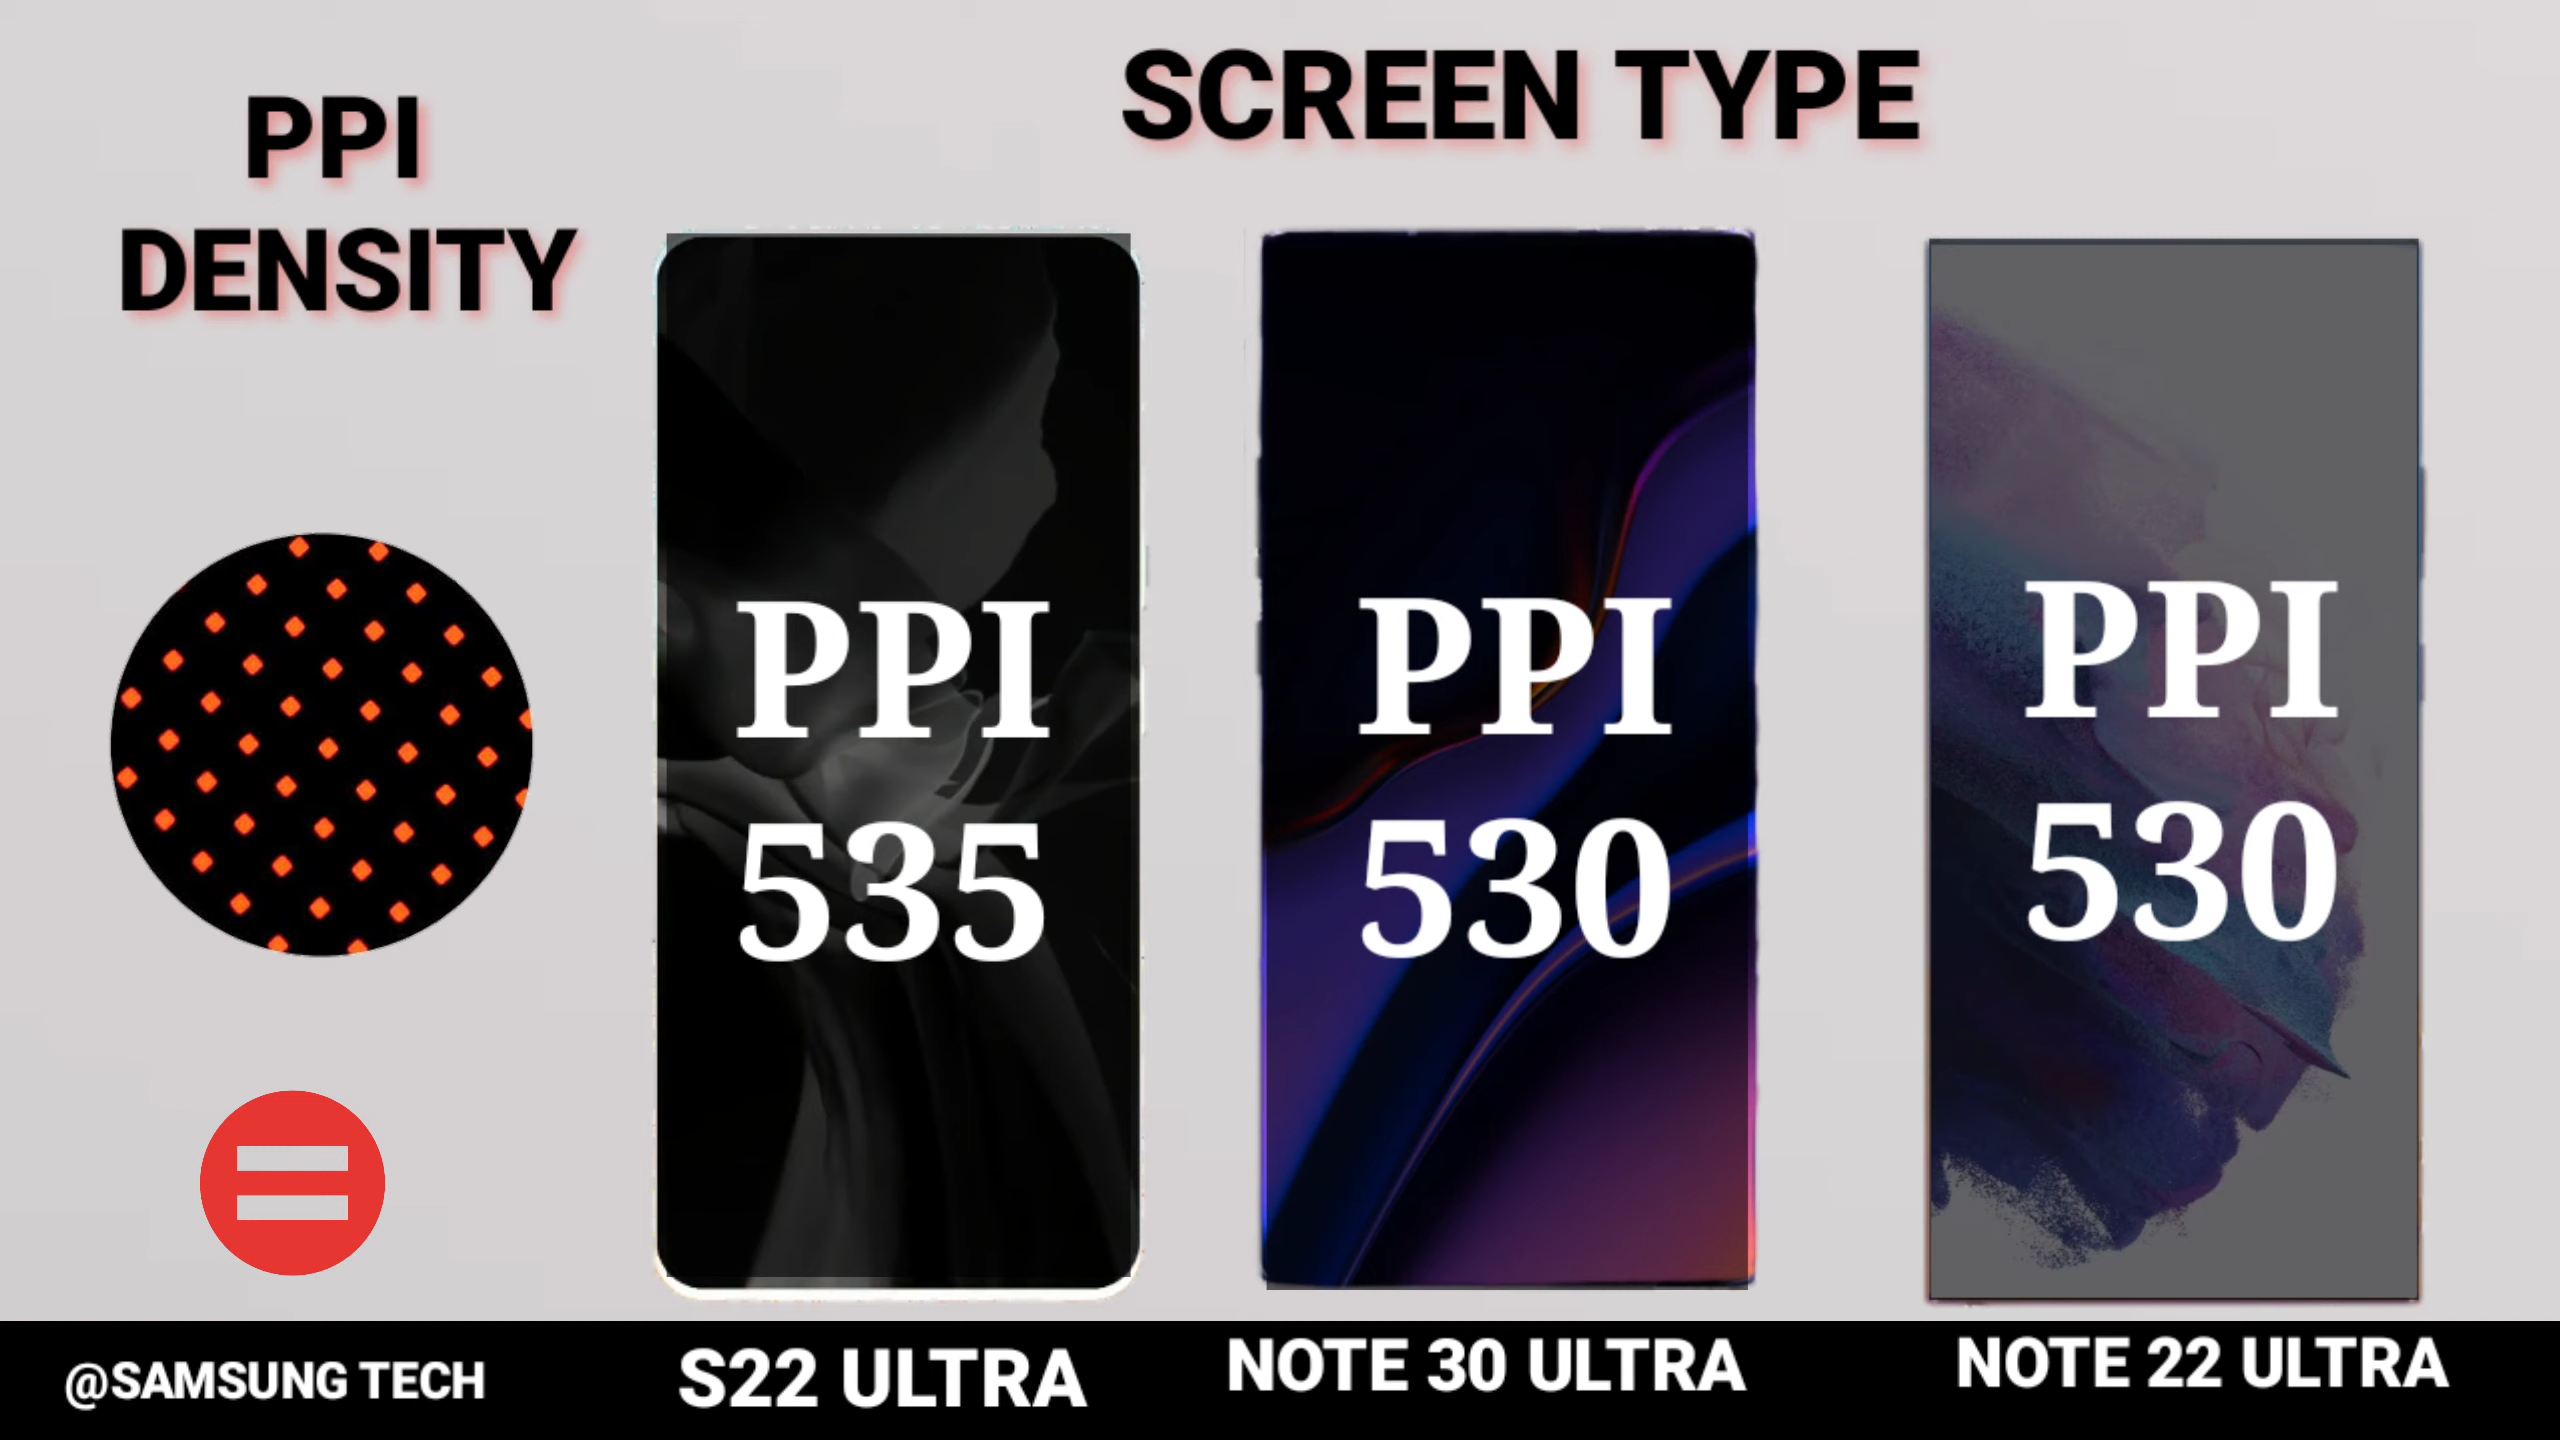 PPI
DENSITY
SCREEN TYPE
PPI
535
PPI
530
PPI
530
@SAMSUNG TECH
S22 ULTRA
NOTE 30 ULTRA
NOTE 22 ULTRA